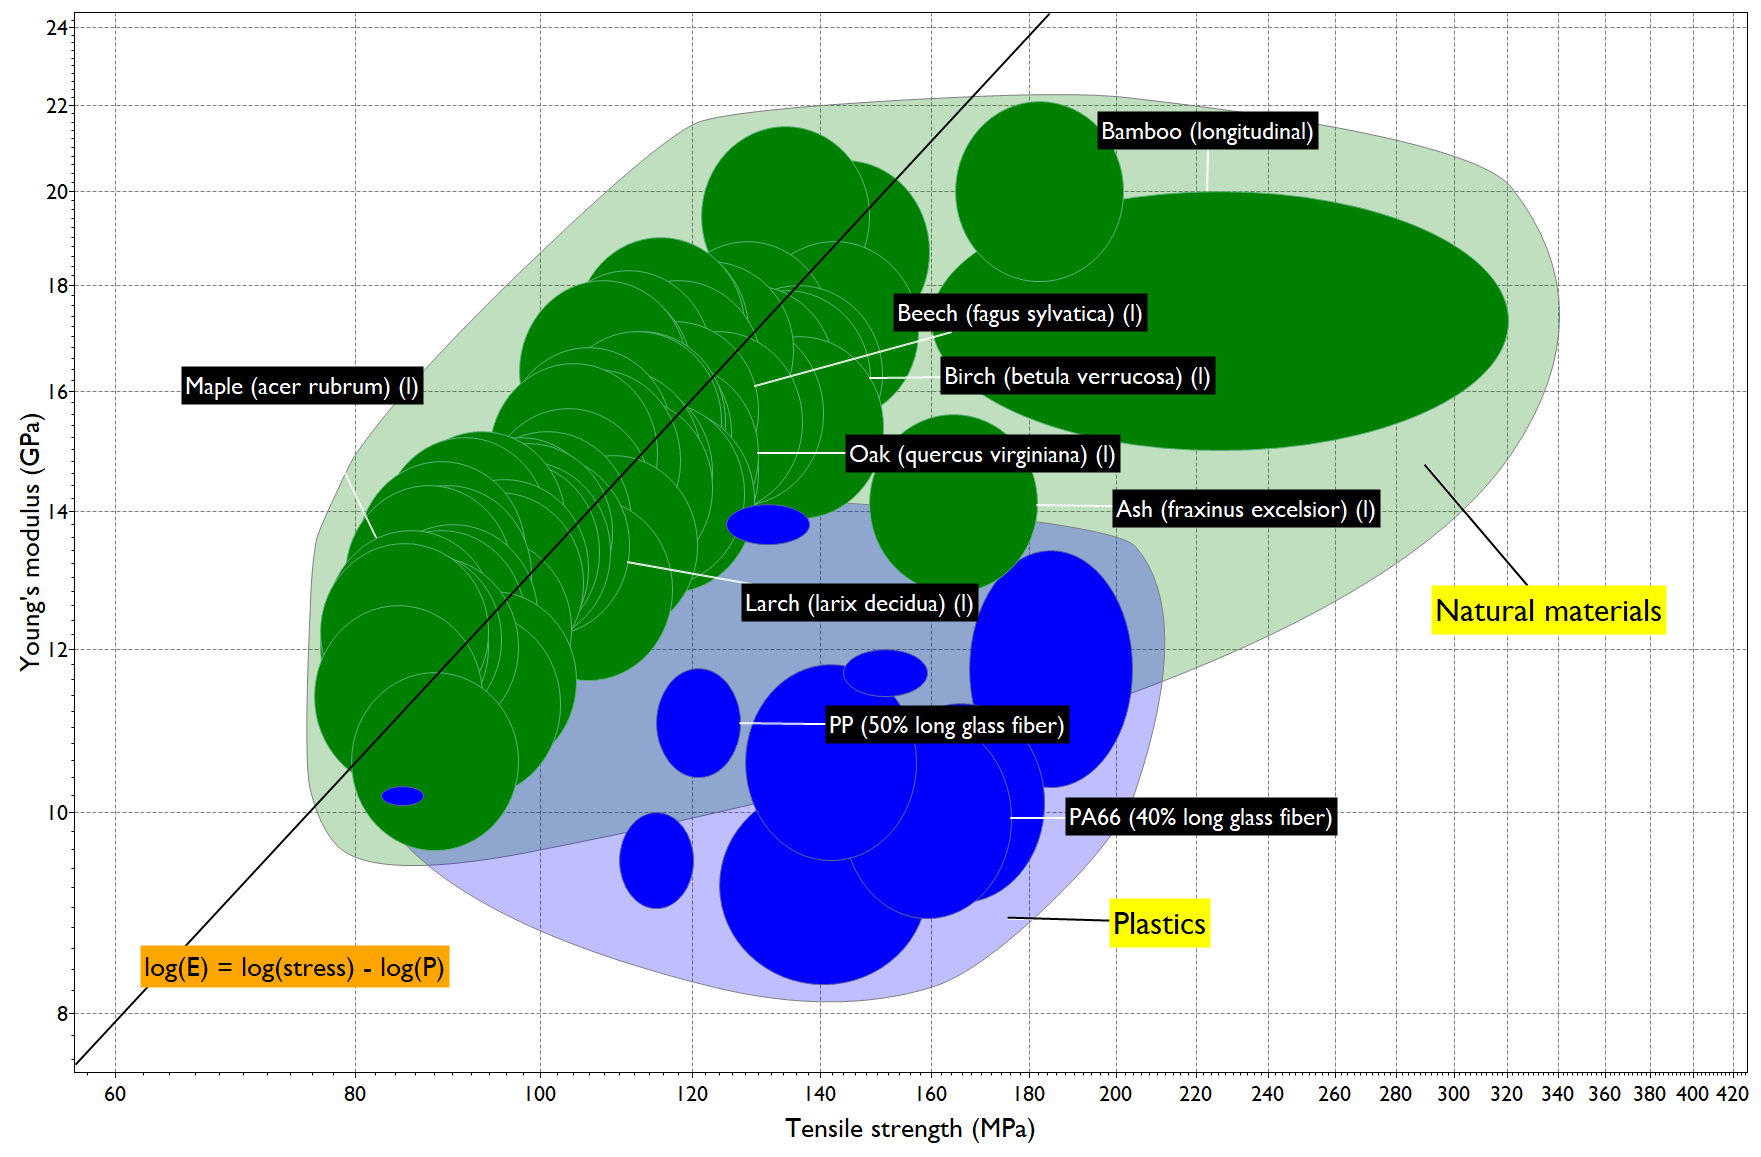 24
22
20
18
16
14
12
10
8
Young's modulus (GPa)
Bamboo (longitudinal)
Beech (fagus sylvatica) (l)
Maple (acer rubrum) (l)
Birch (betula verrucosa) (l)
Oak (quercus virginiana) (l)
Ash (fraxinus excelsior) (l)
Larch (larix decidua) (l)
Natural materials
PP (50% long glass fiber)
PA66 (40% long glass fiber)
Plastics
log(E) = log(stress) - log(P)
60 80 100 120 140 160 180 200 220 240 260 280 300 320 340 360 380 400 420
Tensile strength (MPa)